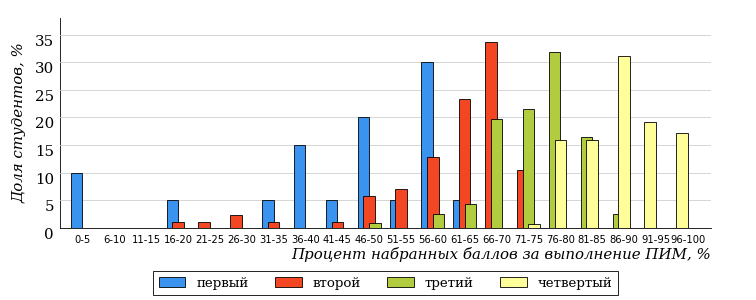 Доля студентов, %
35
30
25
20
15
10
5
0
0-5 6-10 11-15 16-20 21-25 26-30 31-35 36-40 41-45 46-50 51-55 56-60 61-65 66-70 71-75 76-80 81-85 86-90 91-95 96-100
Процент набранных баллов за выполнение ПИМ, %
первый второй третий четвертый